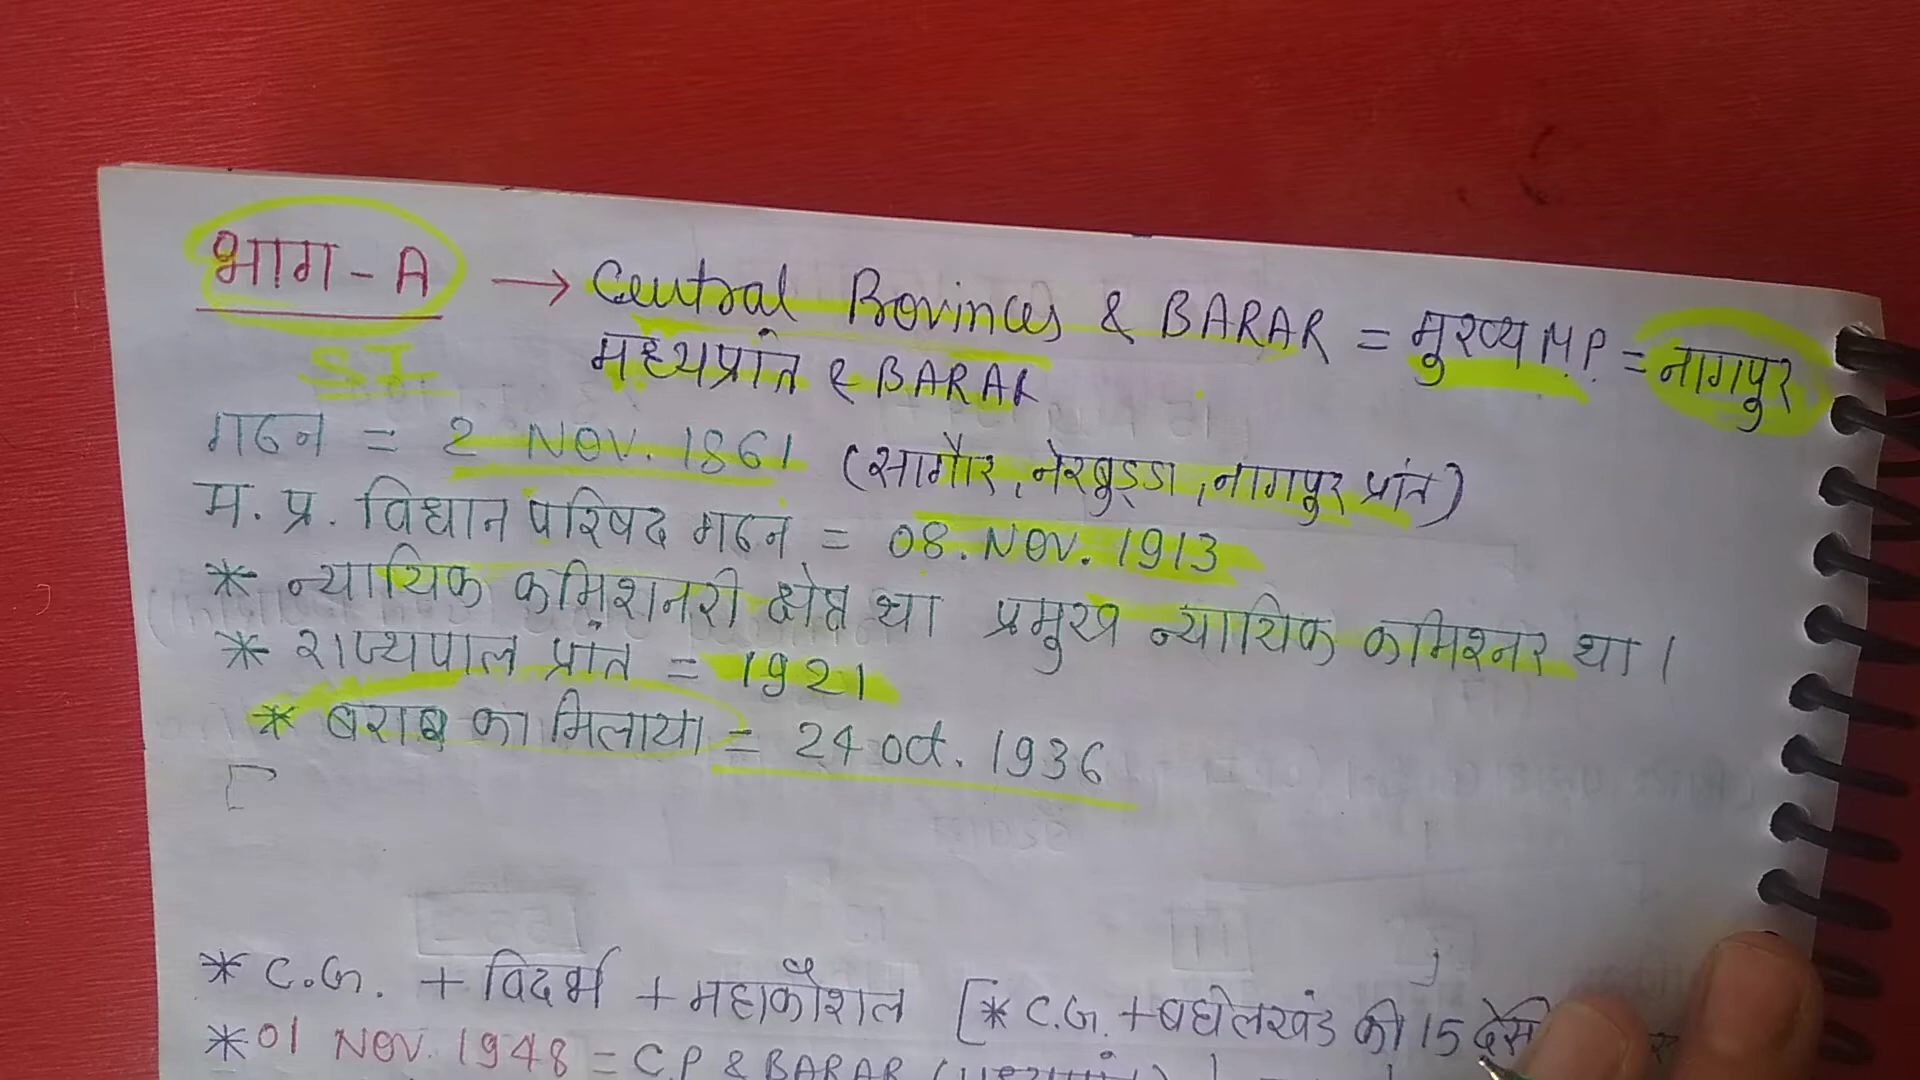 भाग - A → Central Provinces & BARAR = मुख्य M.P. = नागपुर
ST मध्यप्रांत & BARAR
गठन = 2 NOV. 1861 (सागौर, नेरबुड्डा, नागपुर प्रांत)
म. प्र. विधान परिषद गठन = 08. NOV. 1913
* न्यायिक कमिशनरी क्षेत्र था प्रमुख न्यायिक कमिश्नर था।
* राज्यपाल प्रांत = 1921
* बरार का मिलाया = 24 Oct. 1936
* C.G. + विदर्भ + महाकौशल [* C.G. + बघेलखंड की 15
* 01 NOV. 1948 = C.P & BARAR